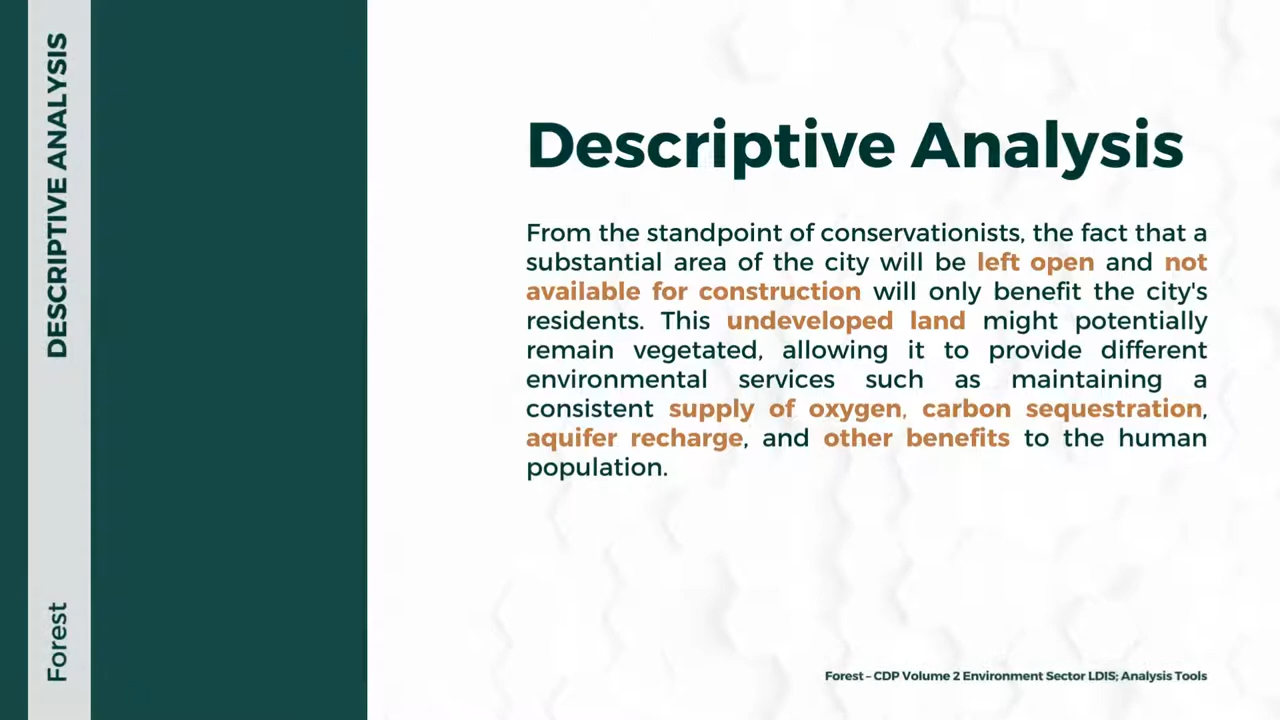 DESCRIPTIVE ANALYSIS
Forest
Descriptive Analysis
From the standpoint of conservationists, the fact that a
substantial area of the city will be left open and not
available for construction will only benefit the city's
residents. This undeveloped land might potentially
remain vegetated, allowing it to provide different
environmental services such as maintaining a
consistent supply of oxygen, carbon sequestration,
aquifer recharge, and other benefits to the human
population.
Forest – CDP Volume 2 Environment Sector LDIS; Analysis Tools